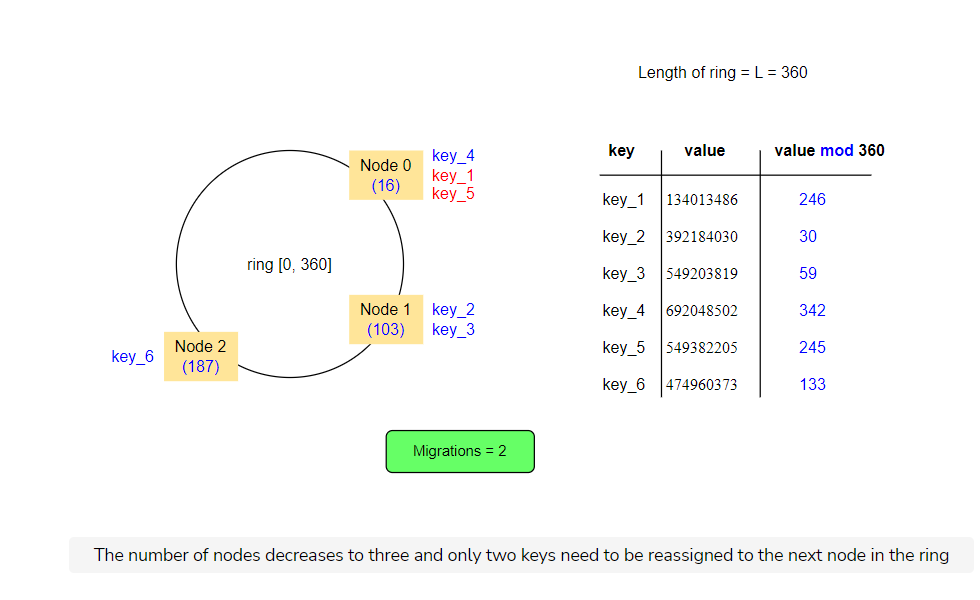 Length of ring = L = 360
key value value mod 360
key_1 134013486 246
key_2 392184030 30
key_3 549203819 59
key_4 692048502 342
key_5 549382205 245
key_6 474960373 133
Node 0
(16)
key_4
key_1
key_5
ring [0, 360]
Node 1
(103)
key_2
key_3
Node 2
(187)
key_6
Migrations = 2
The number of nodes decreases to three and only two keys need to be reassigned to the next node in the ring